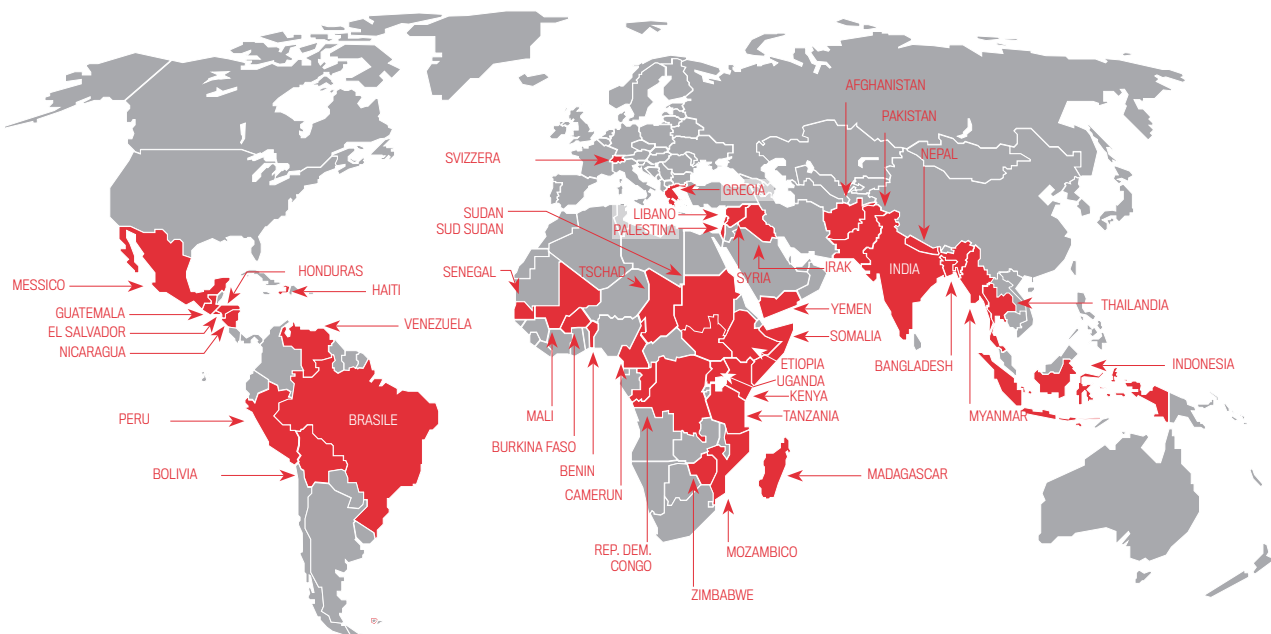 AFGHANISTAN
PAKISTAN
NEPAL
SVIZZERA
GRECIA
SUDAN
SUD SUDAN
LIBANO
PALESTINA
SENEGAL
TSCHAD
SYRIA
IRAK
INDIA
HONDURAS
MESSICO
HAITI
GUATEMALA
EL SALVADOR
NICARAGUA
VENEZUELA
YEMEN
SOMALIA
THAILANDIA
BANGLADESH
INDONESIA
ETIOPIA
UGANDA
KENYA
TANZANIA
MYANMAR
PERU
BRASILE
MALI
BURKINA FASO
BENIN
CAMERUN
BOLIVIA
MADAGASCAR
REP. DEM.
CONGO
MOZAMBICO
ZIMBABWE